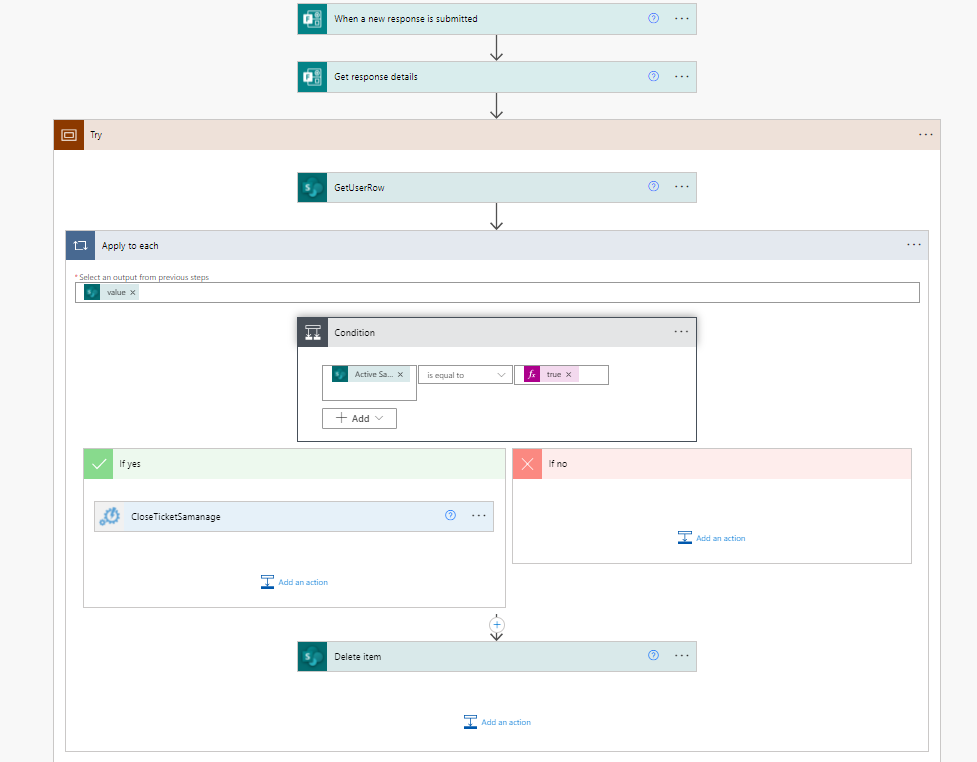 When a new response is submitted
Get response details
Try
GetUserRow
Apply to each
* Select an output from previous steps
value ×
Condition
Active Sa... ×
is equal to
fx true ×
+ Add
If yes
If no
CloseTicketSamanage
Add an action
Add an action
Delete item
Add an action